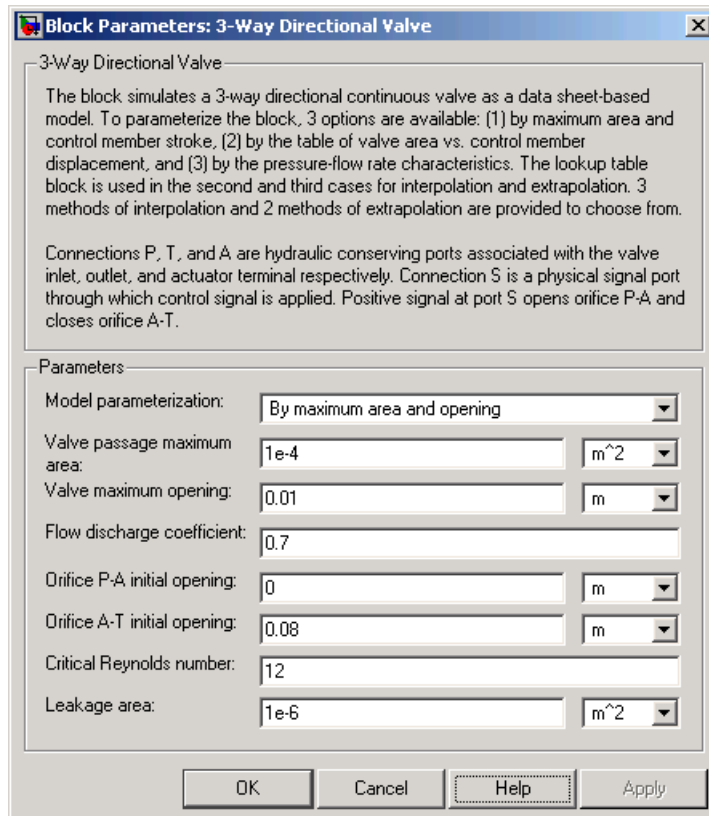 Block Parameters: 3-Way Directional Valve
3-Way Directional Valve
The block simulates a 3-way directional continuous valve as a data sheet-based
model. To parameterize the block, 3 options are available: (1) by maximum area and
control member stroke, (2) by the table of valve area vs. control member
displacement, and (3) by the pressure-flow rate characteristics. The lookup table
block is used in the second and third cases for interpolation and extrapolation. 3
methods of interpolation and 2 methods of extrapolation are provided to choose from.
Connections P, T, and A are hydraulic conserving ports associated with the valve
inlet, outlet, and actuator terminal respectively. Connection S is a physical signal port
through which control signal is applied. Positive signal at port S opens orifice P-A and
closes orifice A-T.
Parameters
Model parameterization: By maximum area and opening
Valve passage maximum
area: 1e-4 m^2
Valve maximum opening: 0.01 m
Flow discharge coefficient: 0.7
Orifice P-A initial opening: 0 m
Orifice A-T initial opening: 0.08 m
Critical Reynolds number: 12
Leakage area: 1e-6 m^2
OK Cancel Help Apply